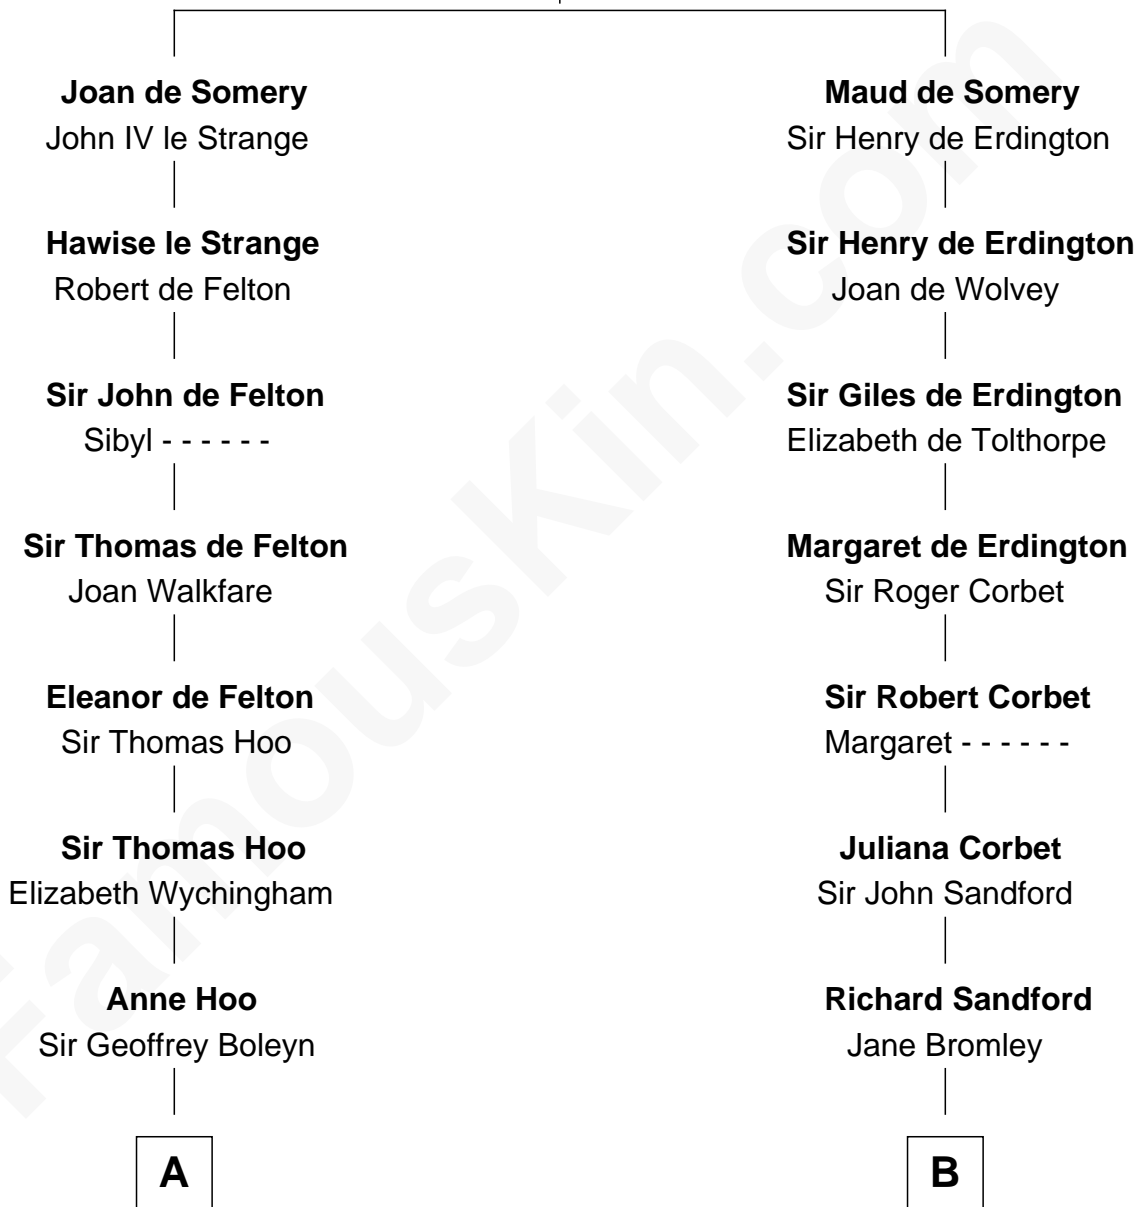 Joan de Somery
John IV le Strange
Hawise le Strange
Robert de Felton
Sir John de Felton
Sibyl - - - - - -
Sir Thomas de Felton
Joan Walkfare
Eleanor de Felton
Sir Thomas Hoo
Sir Thomas Hoo
Elizabeth Wychingham
Anne Hoo
Sir Geoffrey Boleyn
A
Maud de Somery
Sir Henry de Erdington
Sir Henry de Erdington
Joan de Wolvey
Sir Giles de Erdington
Elizabeth de Tolthorpe
Margaret de Erdington
Sir Roger Corbet
Sir Robert Corbet
Margaret - - - - - -
Juliana Corbet
Sir John Sandford
Richard Sandford
Jane Bromley
B
FamousKin.com